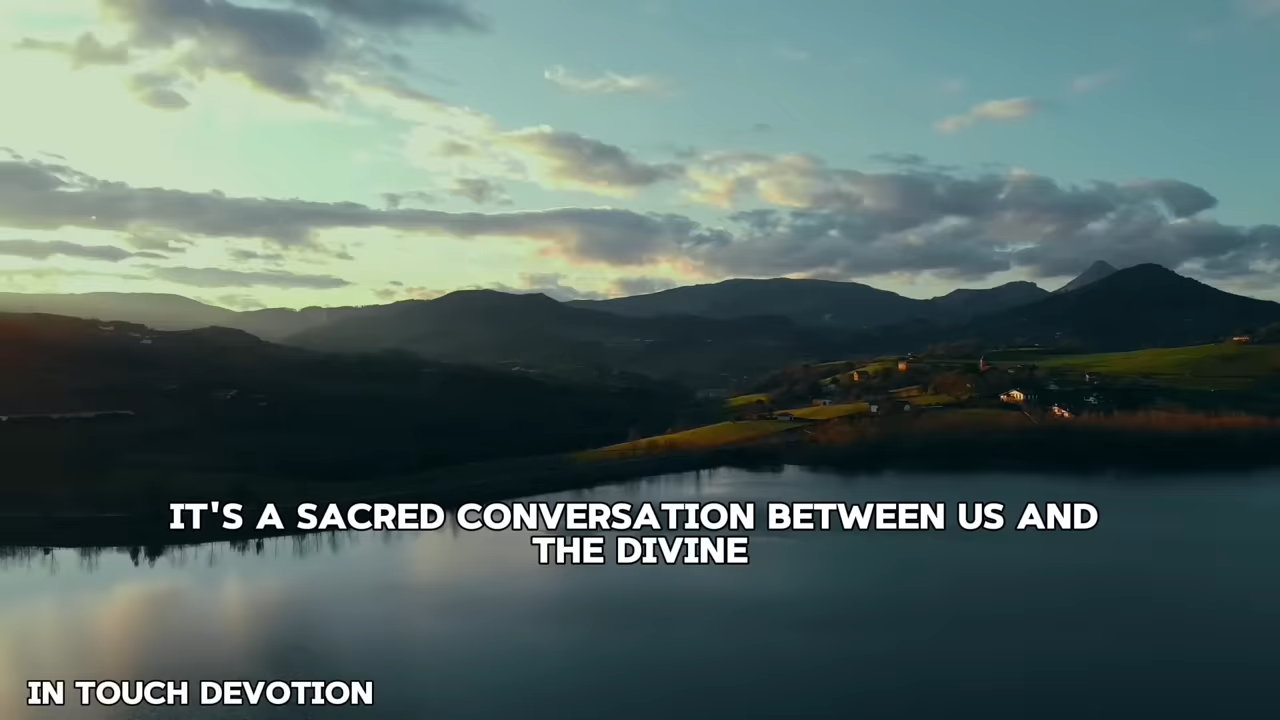 IT'S A SACRED CONVERSATION BETWEEN US AND
THE DIVINE
IN TOUCH DEVOTION